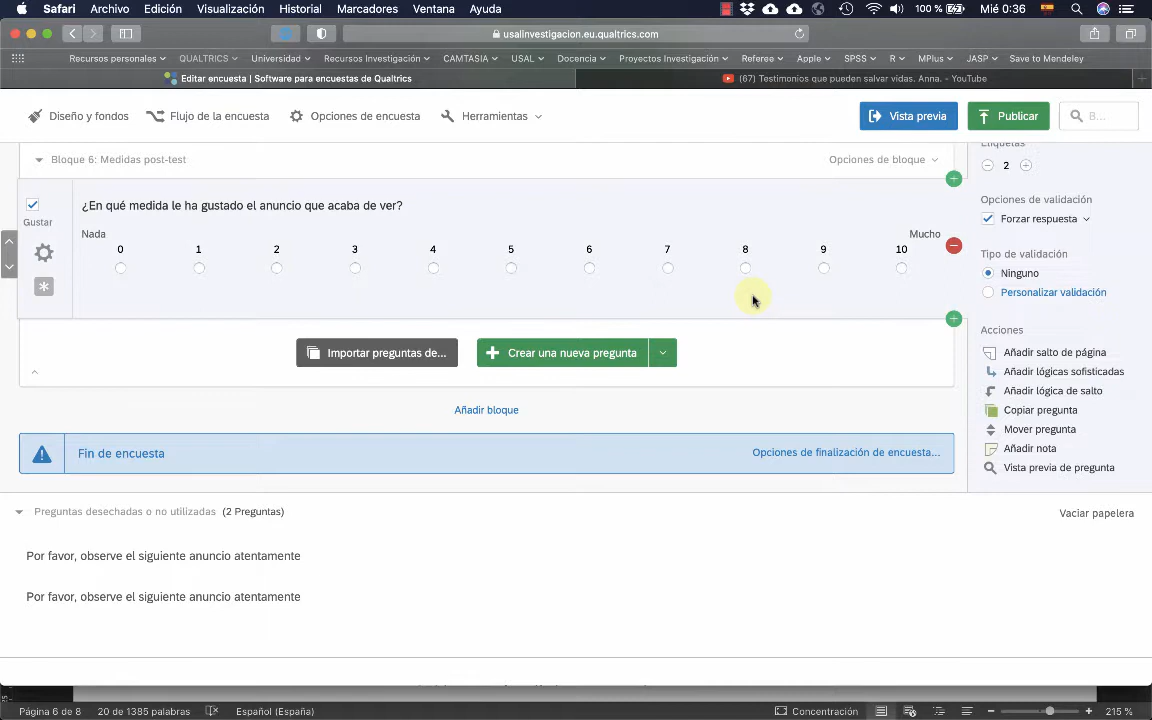 Safari Archivo Edición Visualización Historial Marcadores Ventana Ayuda 100 % Mié 0:36
usalinvestigacion.eu.qualtrics.com
Recursos personales QUALTRICS Universidad Recursos Investigación CAMTASIA USAL Docencia Proyectos Investigación Referee Apple SPSS R MPlus JASP Save to Mendeley
Editar encuesta | Software para encuestas de Qualtrics (67) Testimonios que pueden salvar vidas. Anna. - YouTube
Diseño y fondos Flujo de la encuesta Opciones de encuesta Herramientas Vista previa Publicar B...
Etiquetas
Bloque 6: Medidas post-test Opciones de bloque
2
¿En qué medida le ha gustado el anuncio que acaba de ver?
Gustar
Nada Mucho
0 1 2 3 4 5 6 7 8 9 10
Opciones de validación
Forzar respuesta
Tipo de validación
Ninguno
Personalizar validación
Acciones
Añadir salto de página
Añadir lógicas sofisticadas
Añadir lógica de salto
Copiar pregunta
Mover pregunta
Añadir nota
Vista previa de pregunta
Importar preguntas de... Crear una nueva pregunta
Añadir bloque
Fin de encuesta Opciones de finalización de encuesta...
Preguntas desechadas o no utilizadas (2 Preguntas) Vaciar papelera
Por favor, observe el siguiente anuncio atentamente
Por favor, observe el siguiente anuncio atentamente
Página 6 de 8 20 de 1385 palabras Español (España) Concentración 215 %